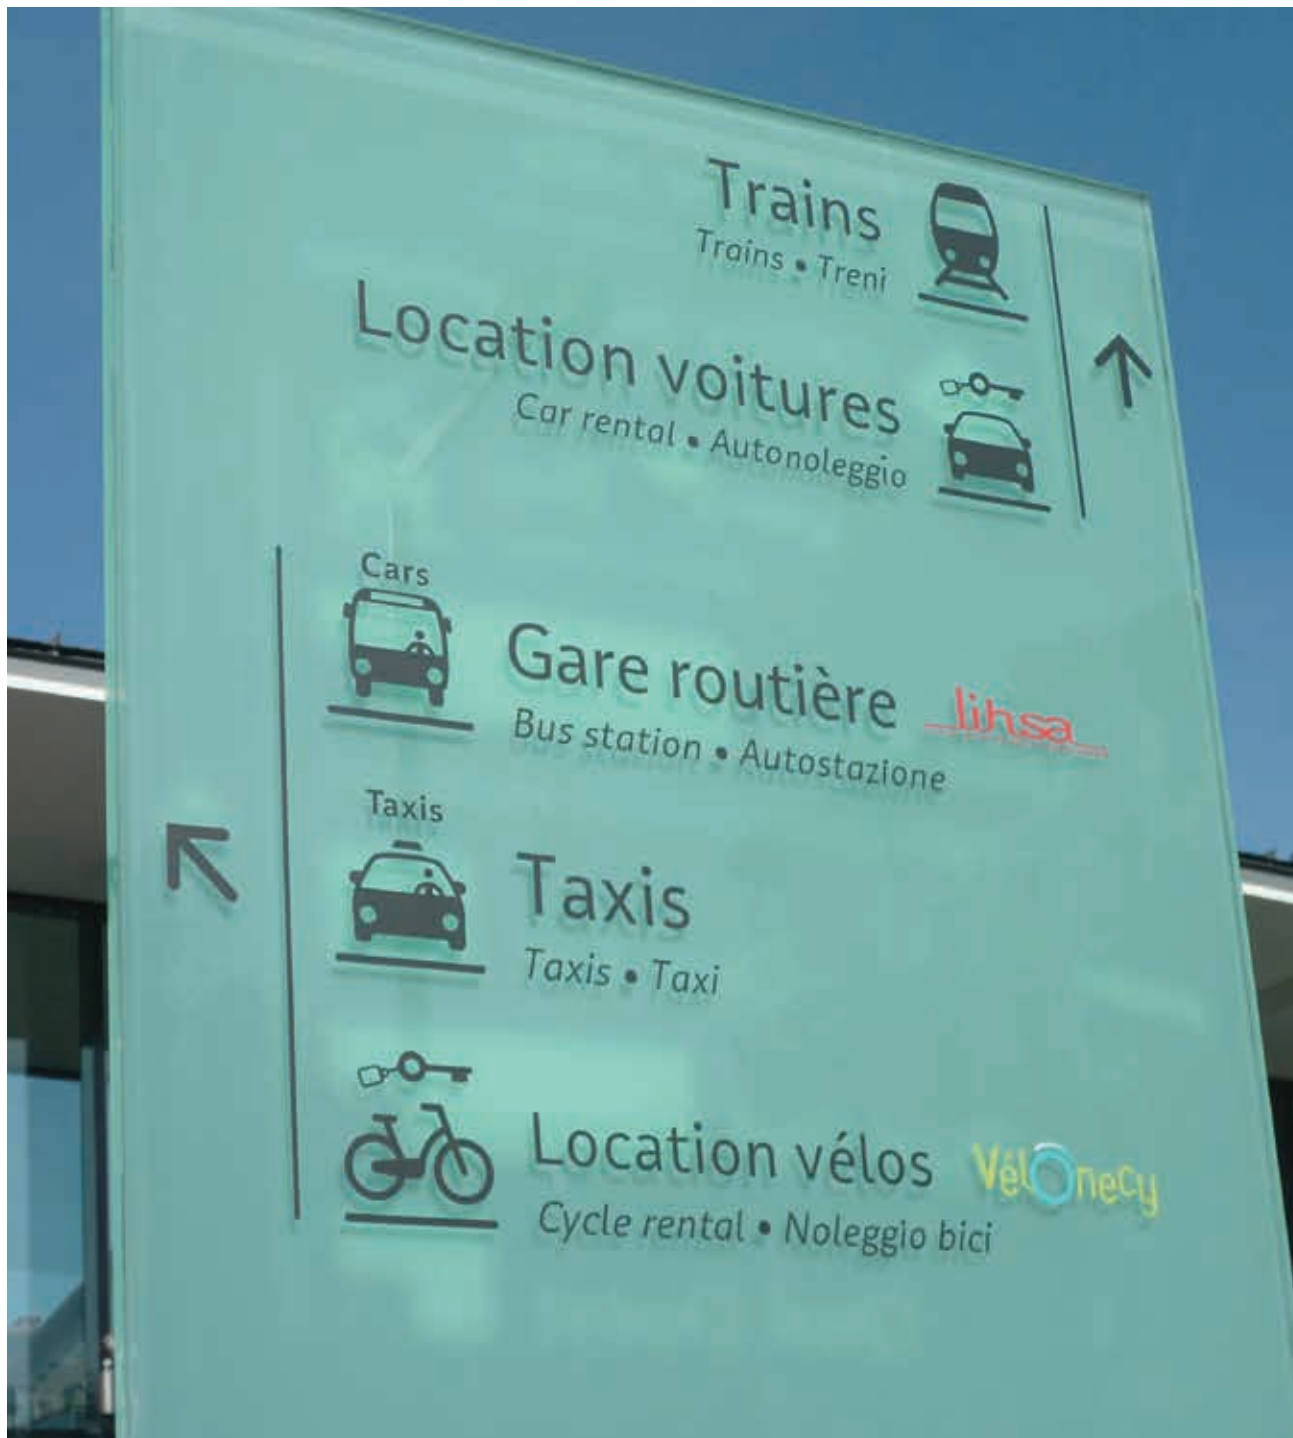 Trains
Trains • Treni
Location voitures
Car rental • Autonoleggio
Cars
Gare routière lihsa
Bus station • Autostazione
Taxis
Taxis
Taxis • Taxi
Location vélos Vélonecy
Cycle rental • Noleggio bici